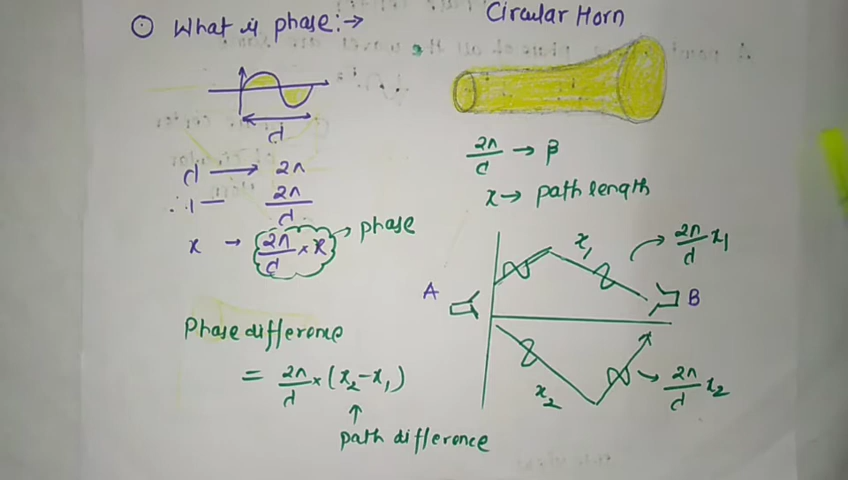 ⊙ What is phase:→
λ
λ → 2π
∴ 1 — 2π/λ
x → 2π/λ × x → phase
Phase difference
= 2π/λ × (x₂ - x₁)
↑
path difference
Circular Horn
2π/λ → β
x → path length
A
x₁ → 2π/λ x₁
B
x₂ → 2π/λ x₂